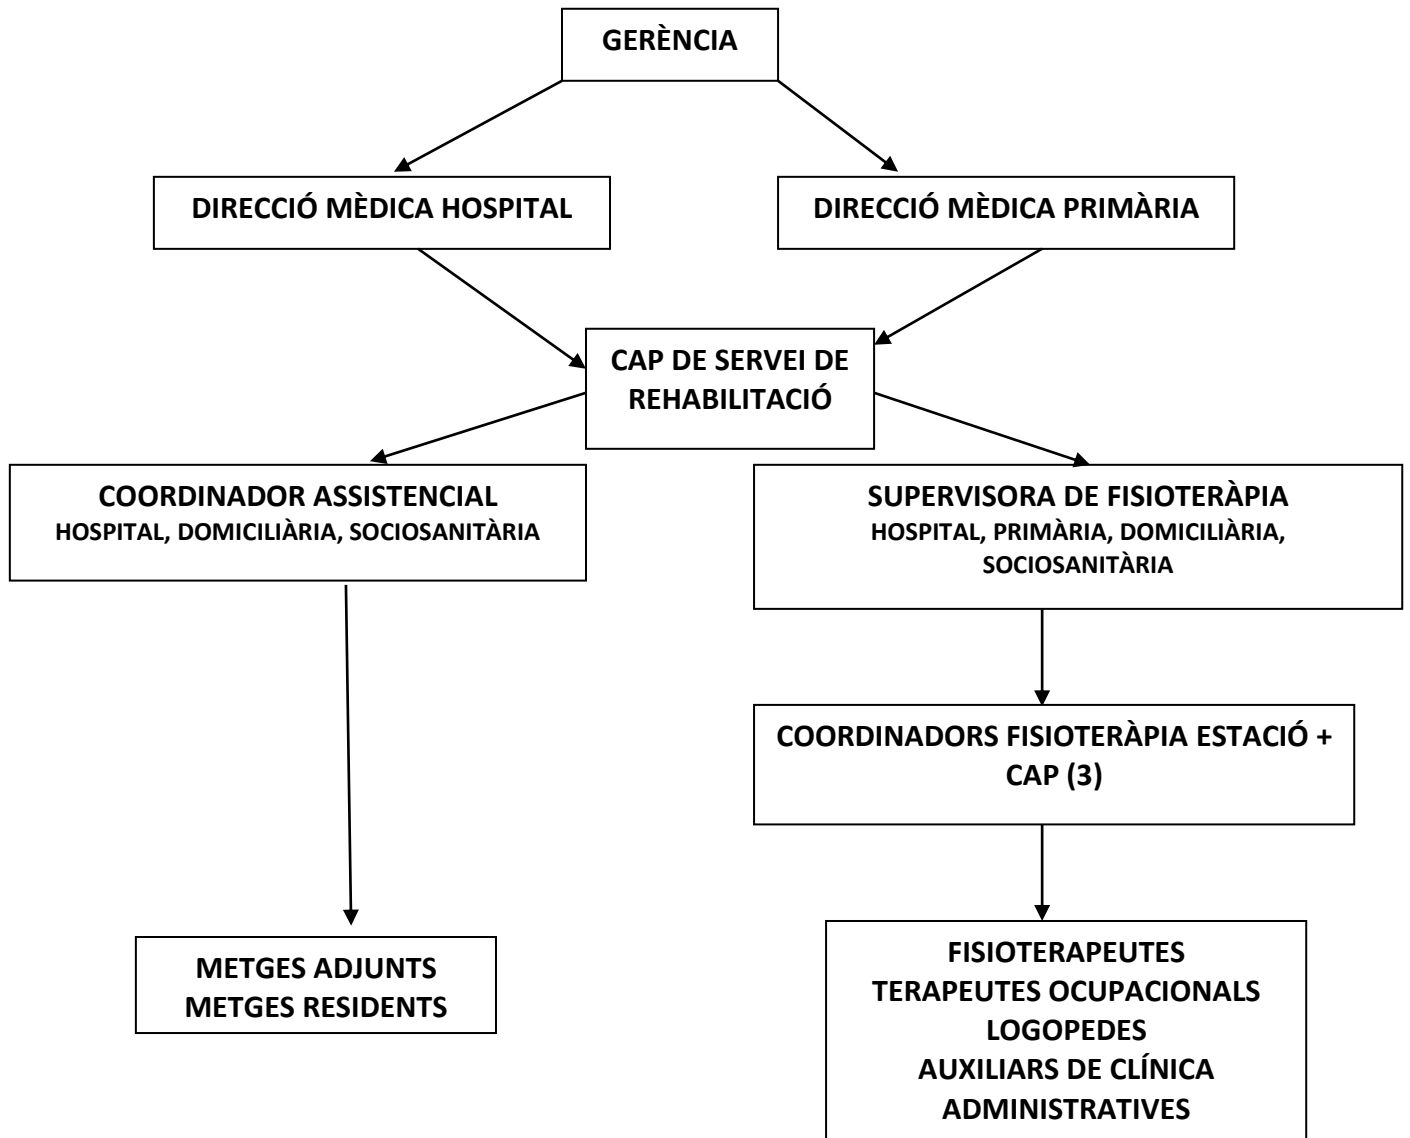 GERÈNCIA
DIRECCIÓ MÈDICA HOSPITAL
DIRECCIÓ MÈDICA PRIMÀRIA
CAP DE SERVEI DE
REHABILITACIÓ
COORDINADOR ASSISTENCIAL
HOSPITAL, DOMICILIÀRIA, SOCIOSANITÀRIA
SUPERVISORA DE FISIOTERÀPIA
HOSPITAL, PRIMÀRIA, DOMICILIÀRIA,
SOCIOSANITÀRIA
COORDINADORS FISIOTERÀPIA ESTACIÓ +
CAP (3)
METGES ADJUNTS
METGES RESIDENTS
FISIOTERAPEUTES
TERAPEUTES OCUPACIONALS
LOGOPEDES
AUXILIARS DE CLÍNICA
ADMINISTRATIVES